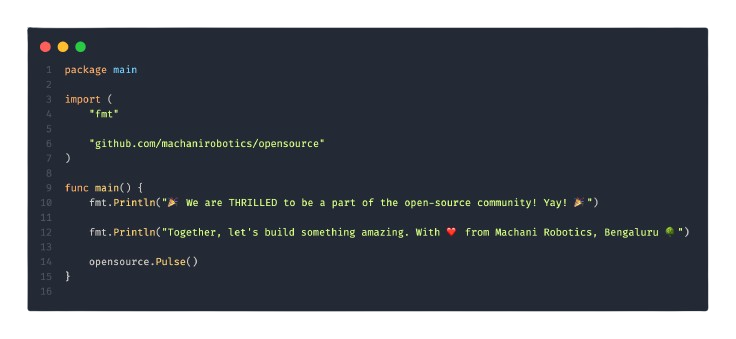 1 package main
2
3 import (
4     "fmt"
5
6     "github.com/machanirobotics/opensource"
7 )
8
9 func main() {
10     fmt.Println("🎉 We are THRILLED to be a part of the open-source community! Yay! 🎉")
11
12     fmt.Println("Together, let's build something amazing. With ❤️ from Machani Robotics, Bengaluru 🌳")
13
14     opensource.Pulse()
15 }
16